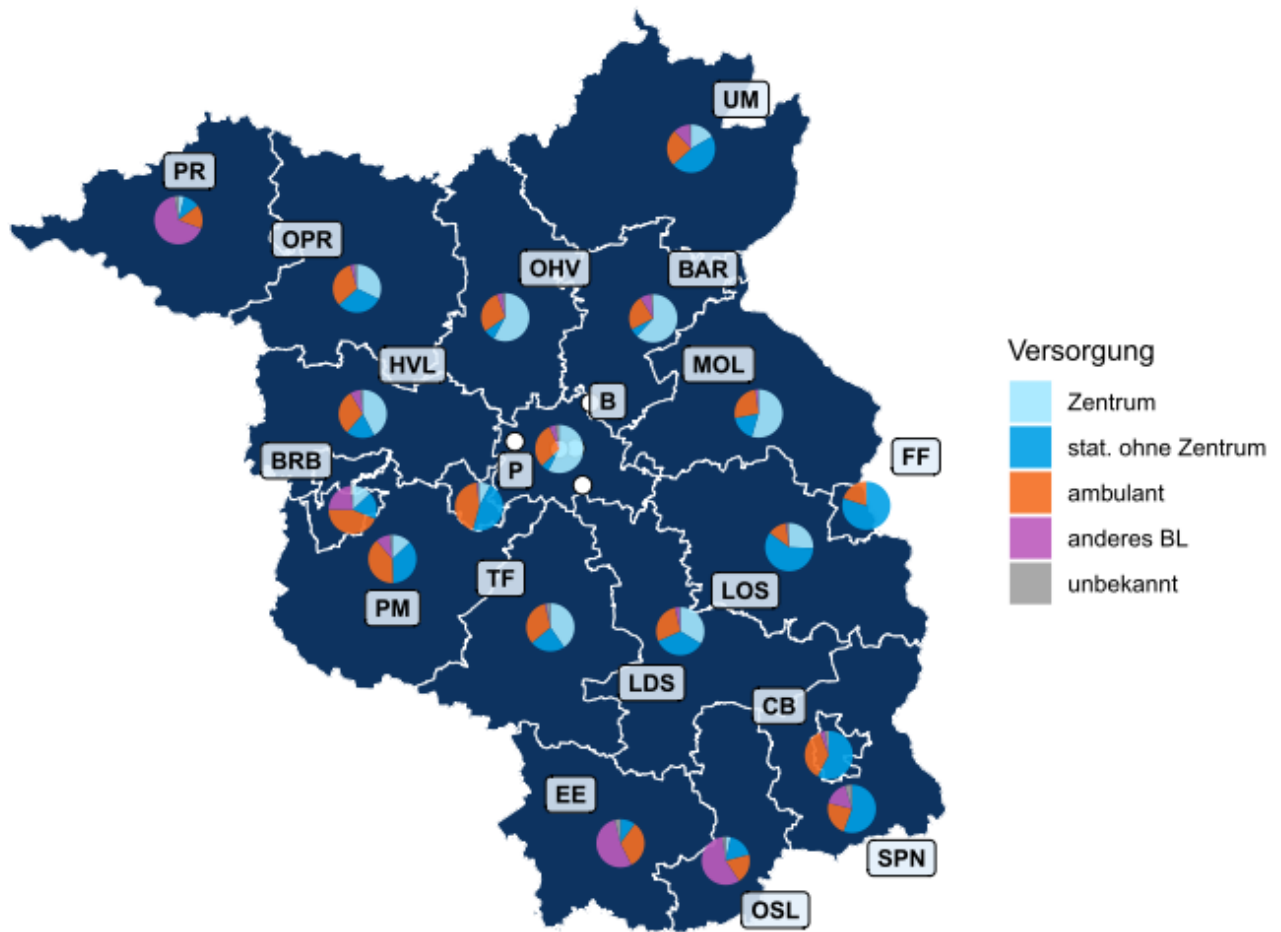 UM
PR
OPR
OHV
BAR
HVL
MOL
B
BRB
P
FF
TF
PM
LOS
LDS
CB
EE
SPN
OSL
Versorgung
Zentrum
stat. ohne Zentrum
ambulant
anderes BL
unbekannt